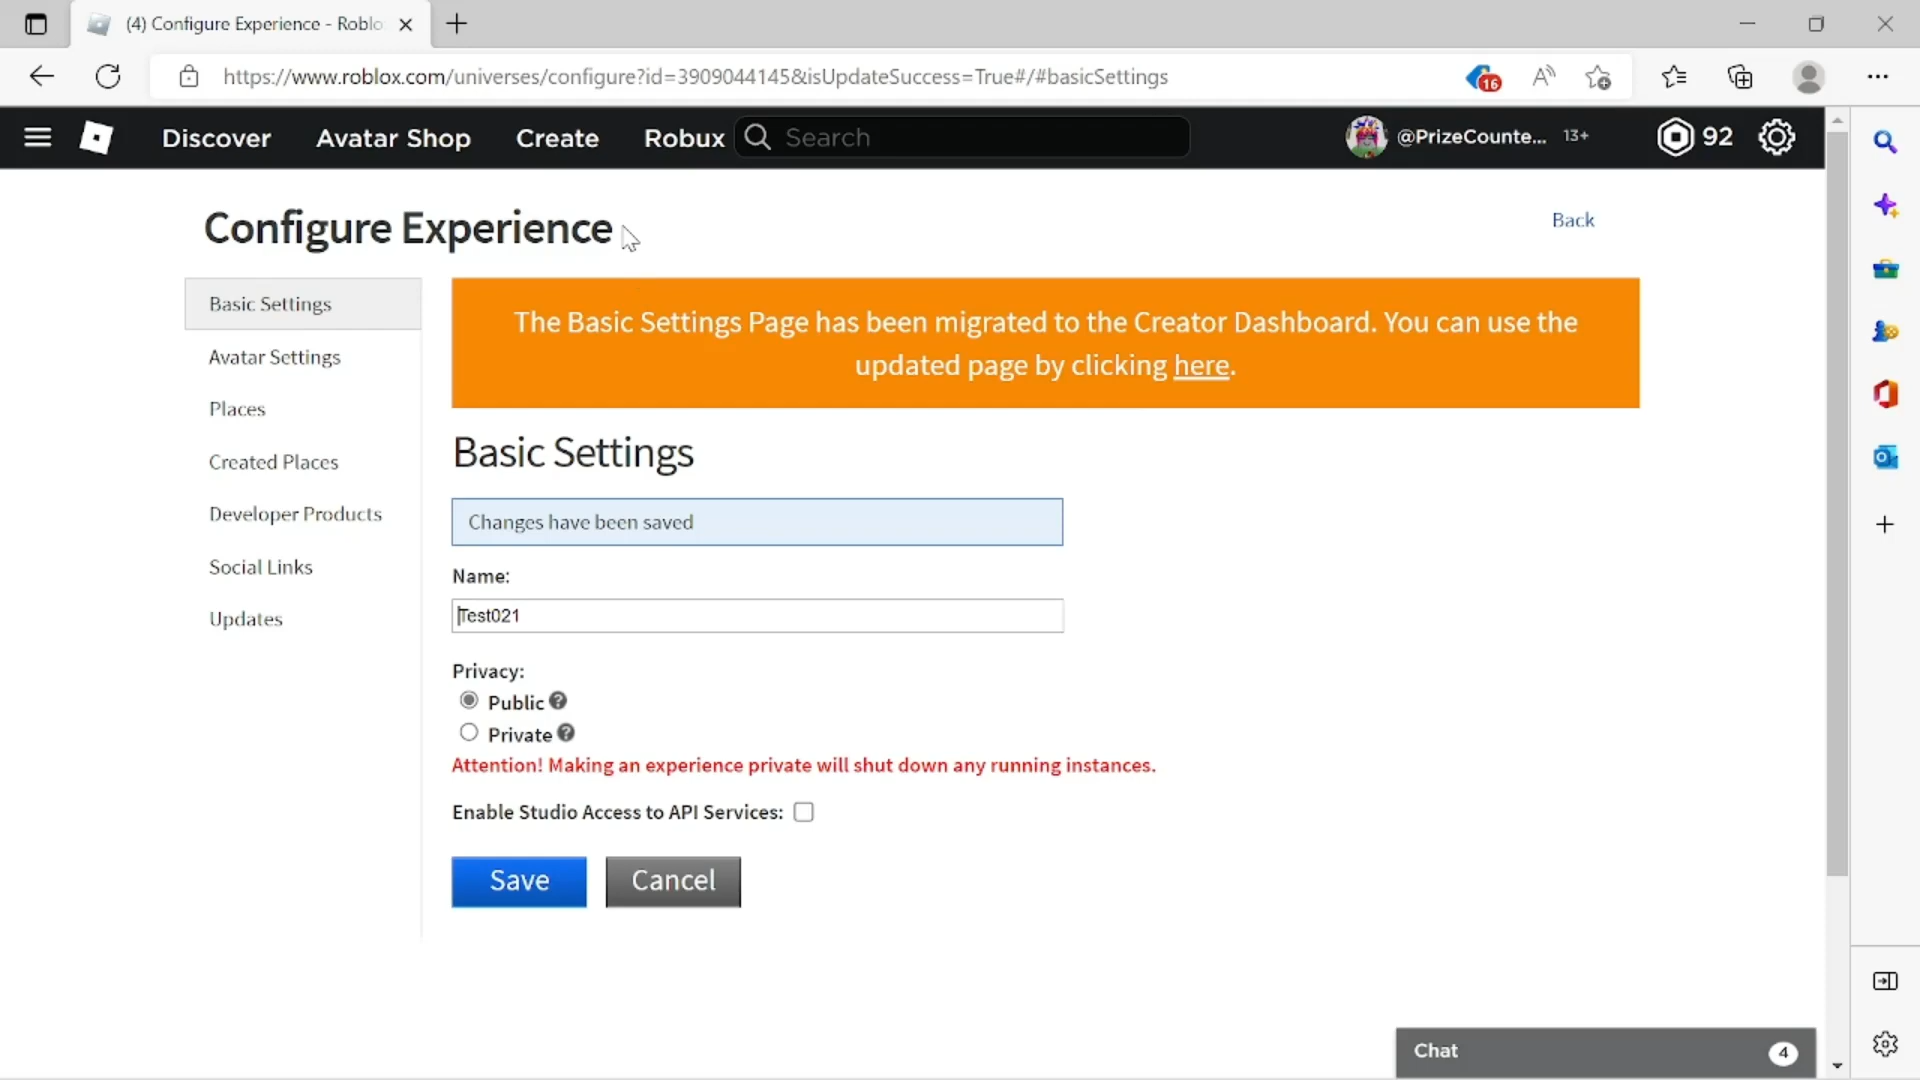 (4) Configure Experience - Roblo
https://www.roblox.com/universes/configure?id=3909044145&isUpdateSuccess=True#/#basicSettings
16
Discover
Avatar Shop
Create
Robux
Search
@PrizeCounte...
13+
92
Configure Experience
Back
Basic Settings
Avatar Settings
Places
Created Places
Developer Products
Social Links
Updates
The Basic Settings Page has been migrated to the Creator Dashboard. You can use the
updated page by clicking here.
Basic Settings
Changes have been saved
Name:
Test021
Privacy:
Public
Private
Attention! Making an experience private will shut down any running instances.
Enable Studio Access to API Services:
Save
Cancel
Chat
4